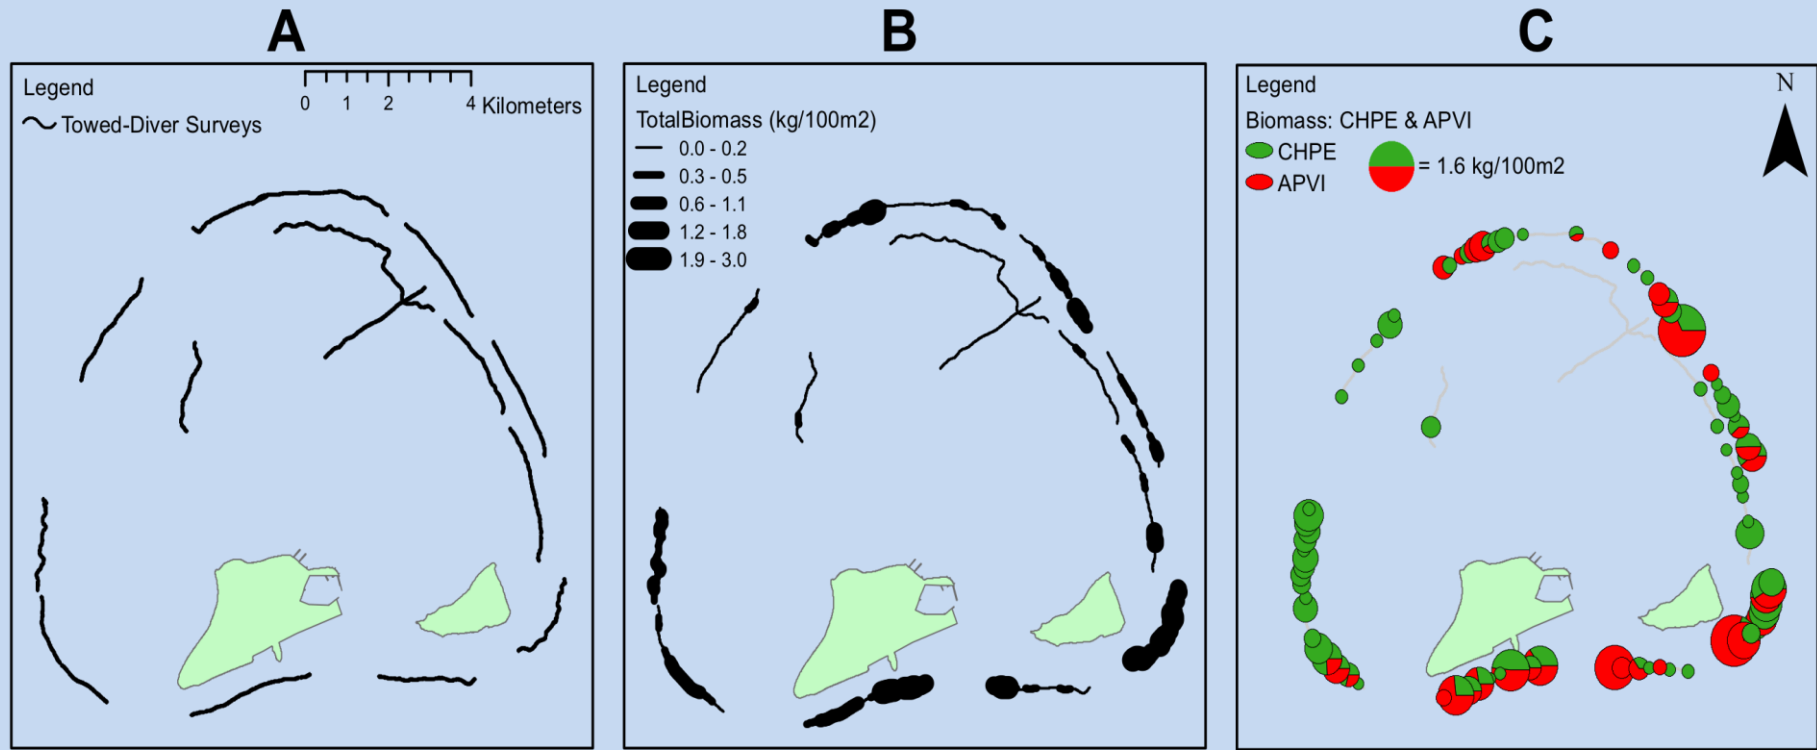 A
B
C
Legend
0 1 2 4 Kilometers
Towed-Diver Surveys
Legend
TotalBiomass (kg/100m2)
0.0 - 0.2
0.3 - 0.5
0.6 - 1.1
1.2 - 1.8
1.9 - 3.0
Legend
N
Biomass: CHPE & APVI
CHPE
= 1.6 kg/100m2
APVI